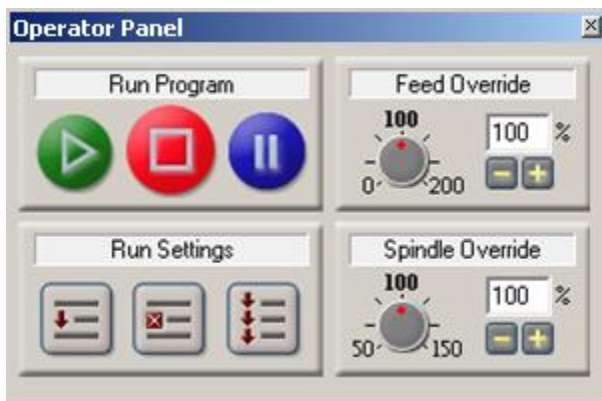 Operator Panel
Run Program
Feed Override
100
100 %
0 200
Run Settings
Spindle Override
100
100 %
50 150